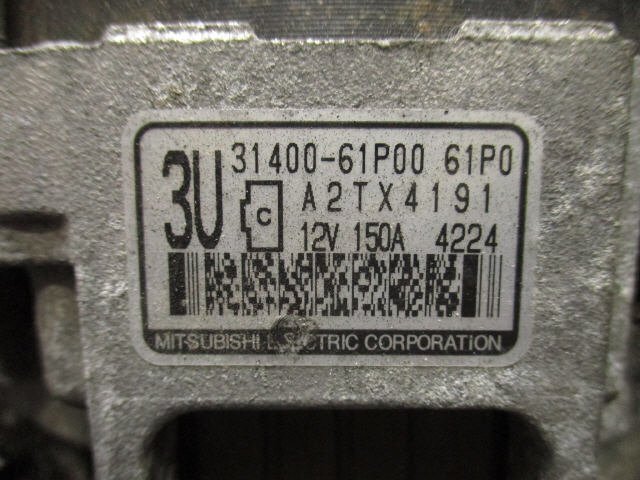 3U 31400-61P00 61P0
C A2TX4191
12V 150A 4224
MITSUBISHI ELECTRIC CORPORATION